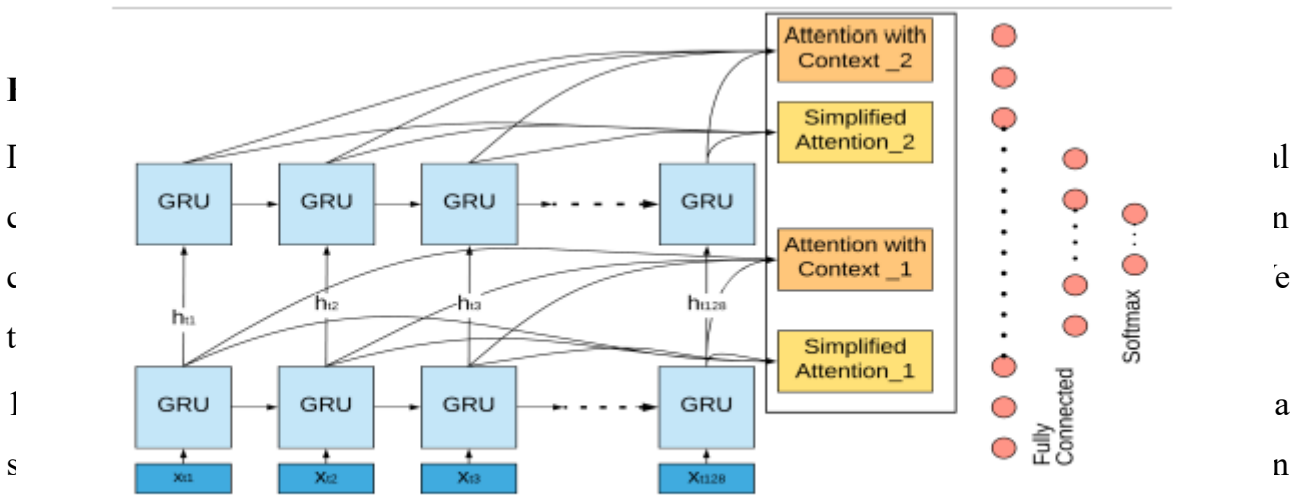 Attention with
Context _2
Simplified
Attention_2
GRU GRU GRU GRU
Attention with
Context _1
ht1 ht2 ht3 ht128
Simplified
Attention_1
GRU GRU GRU GRU
xt1 xt2 xt3 xt128
Fully
Connected
Softmax
a
n